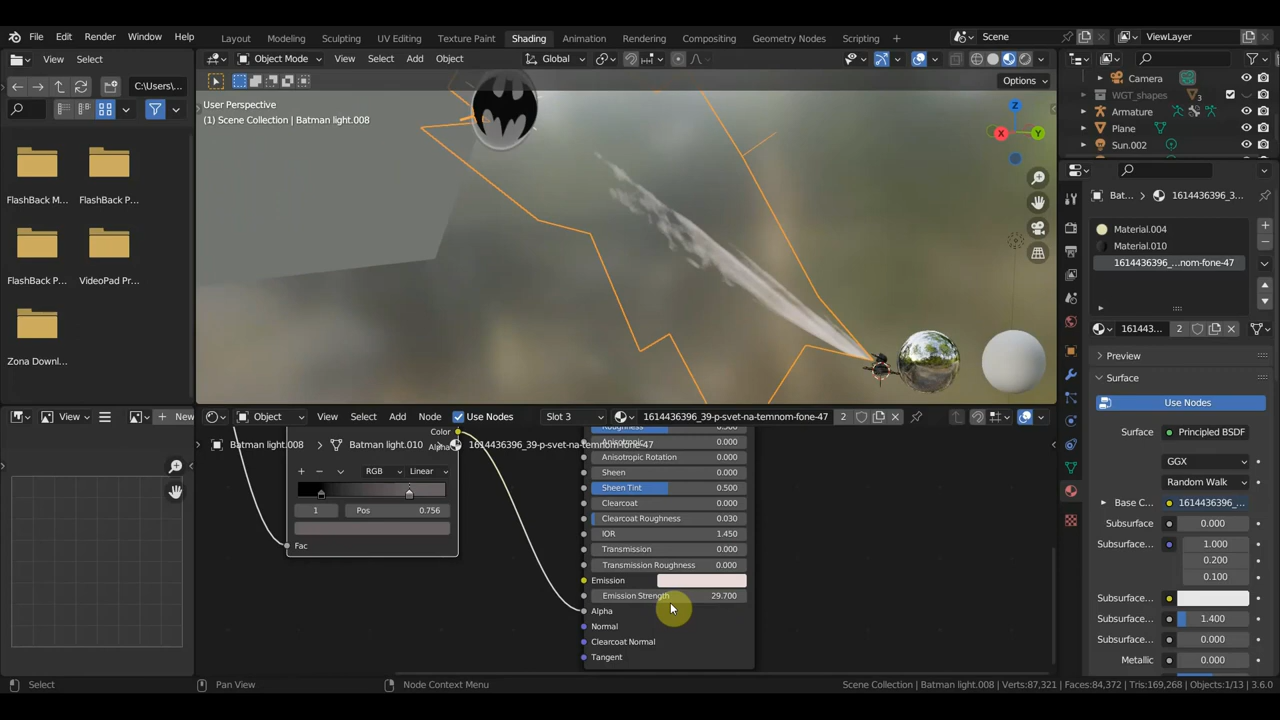 File Edit Render Window Help
Layout Modeling Sculpting UV Editing Texture Paint Shading Animation Rendering Compositing Geometry Nodes Scripting +
Scene
ViewLayer
View Select
Object Mode View Select Add Object
Global
C:\Users\...
Options
User Perspective
(1) Scene Collection | Batman light.008
Z
X
Y
FlashBack M...
FlashBack P...
FlashBack P...
VideoPad Pr...
Zona Downl...
Camera
WGT_shapes
3
Armature
Plane
Sun.002
Bat...
1614436396_3...
Material.004
Material.010
1614436396_...nom-fone-47
16144...
2
Preview
Surface
Use Nodes
Surface
Principled BSDF
GGX
Random Walk
Base C...
1614436396_...
Subsurface
0.000
Subsurface...
1.000
0.200
0.100
Subsurface...
Subsurface...
1.400
Subsurface...
0.000
Metallic
0.000
View
+ New
Object View Select Add Node Use Nodes Slot 3
1614436396_39-p-svet-na-temnom-fone-47
2
Batman light.008 > Batman light.010 > 1614436396_39-p-svet-na-temnom-fone-47
Color
Alpha
+ −
RGB
Linear
1
Pos 0.756
Fac
Roughness 0.500
Anisotropic 0.000
Anisotropic Rotation 0.000
Sheen 0.000
Sheen Tint 0.500
Clearcoat 0.000
Clearcoat Roughness 0.030
IOR 1.450
Transmission 0.000
Transmission Roughness 0.000
Emission
Emission Strength 29.700
Alpha
Normal
Clearcoat Normal
Tangent
Select
Pan View
Node Context Menu
Scene Collection | Batman light.008 | Verts:87,321 | Faces:84,372 | Tris:169,268 | Objects:1/13 | 3.6.0